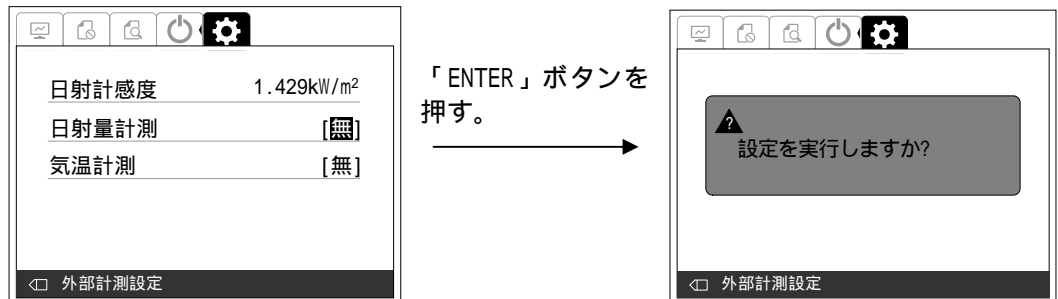 日射計感度 1.429kW/m²
日射量計測 [無]
気温計測 [無]
外部計測設定
「ENTER」ボタンを
押す。
?
設定を実行しますか?
外部計測設定